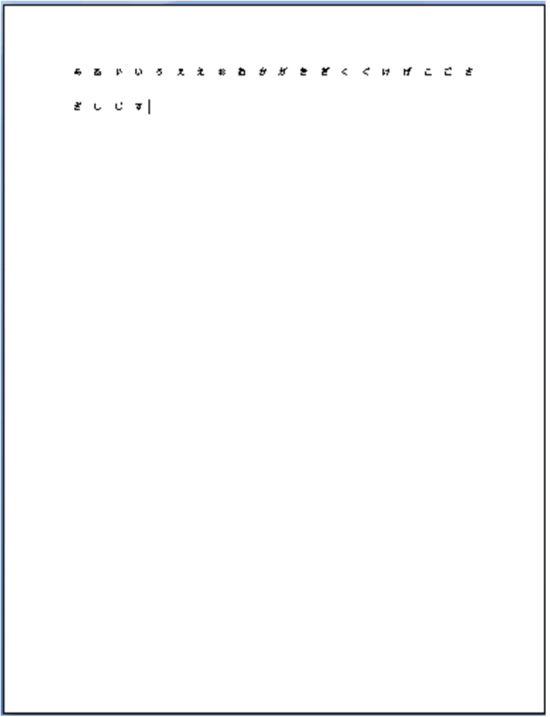 ぁ あ ぃ い う ぇ え ぉ お か が き ぎ く ぐ け げ こ ご さ
ざ し じ す